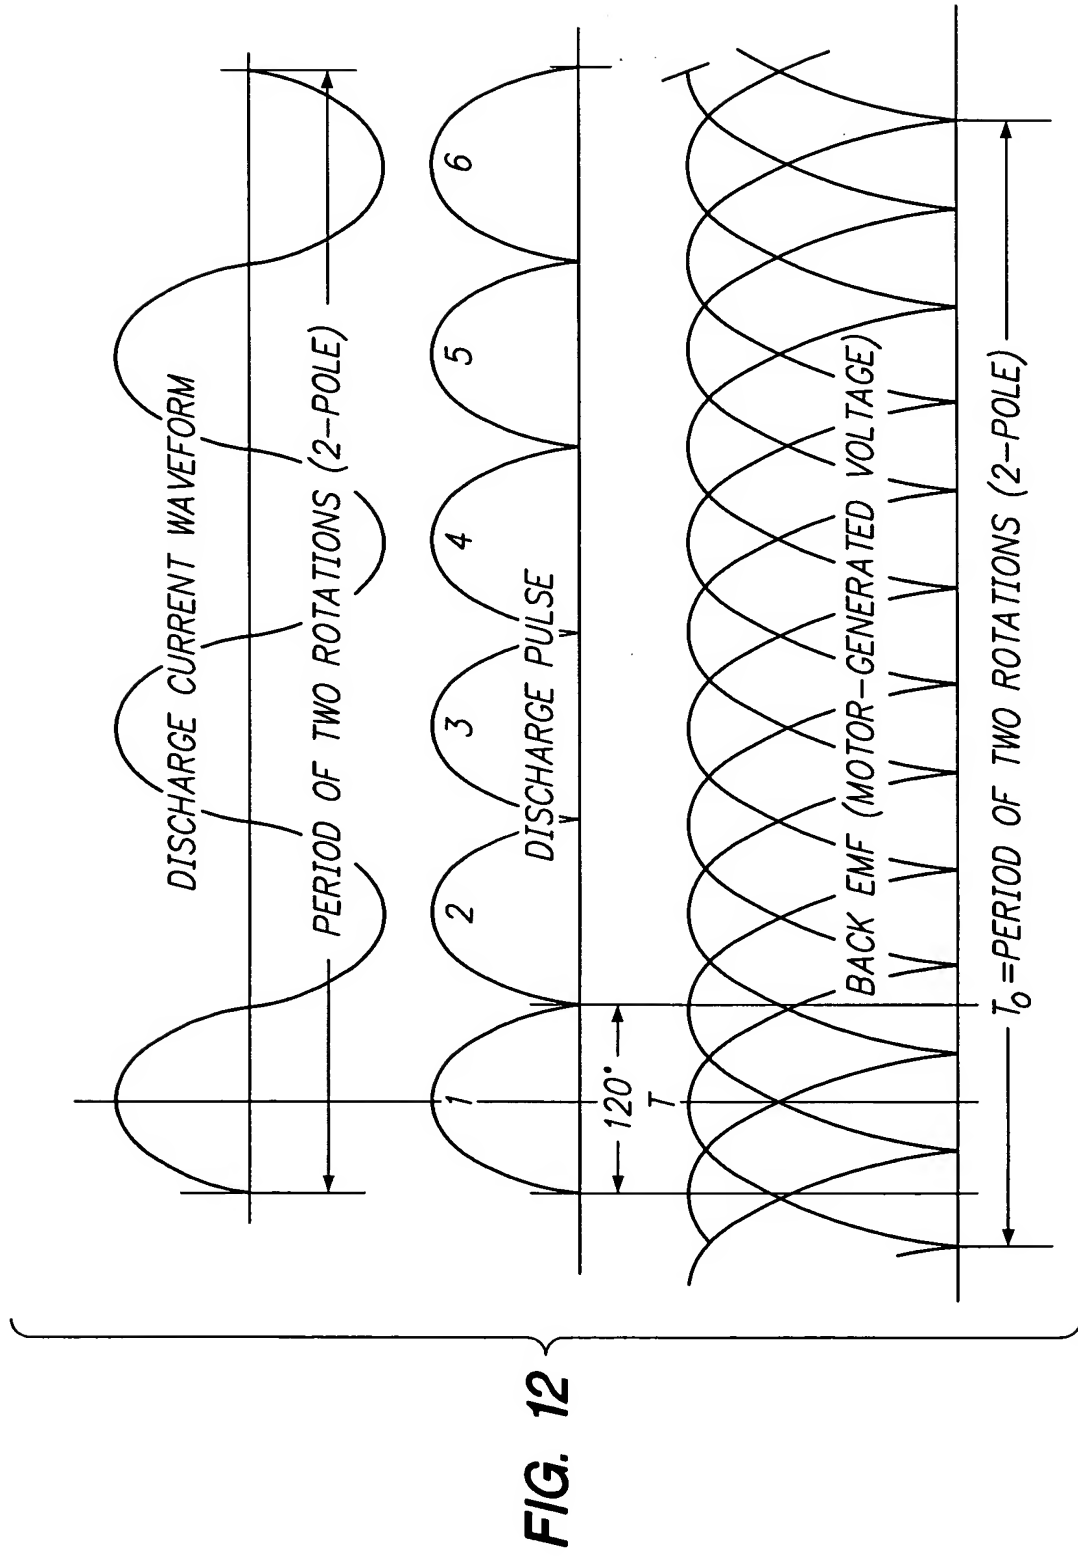 DISCHARGE CURRENT WAVEFORM
PERIOD OF TWO ROTATIONS (2-POLE)
1 2 3 4 5 6
DISCHARGE PULSE
120°
T
BACK EMF (MOTOR-GENERATED VOLTAGE)
T₀=PERIOD OF TWO ROTATIONS (2-POLE)
FIG. 12